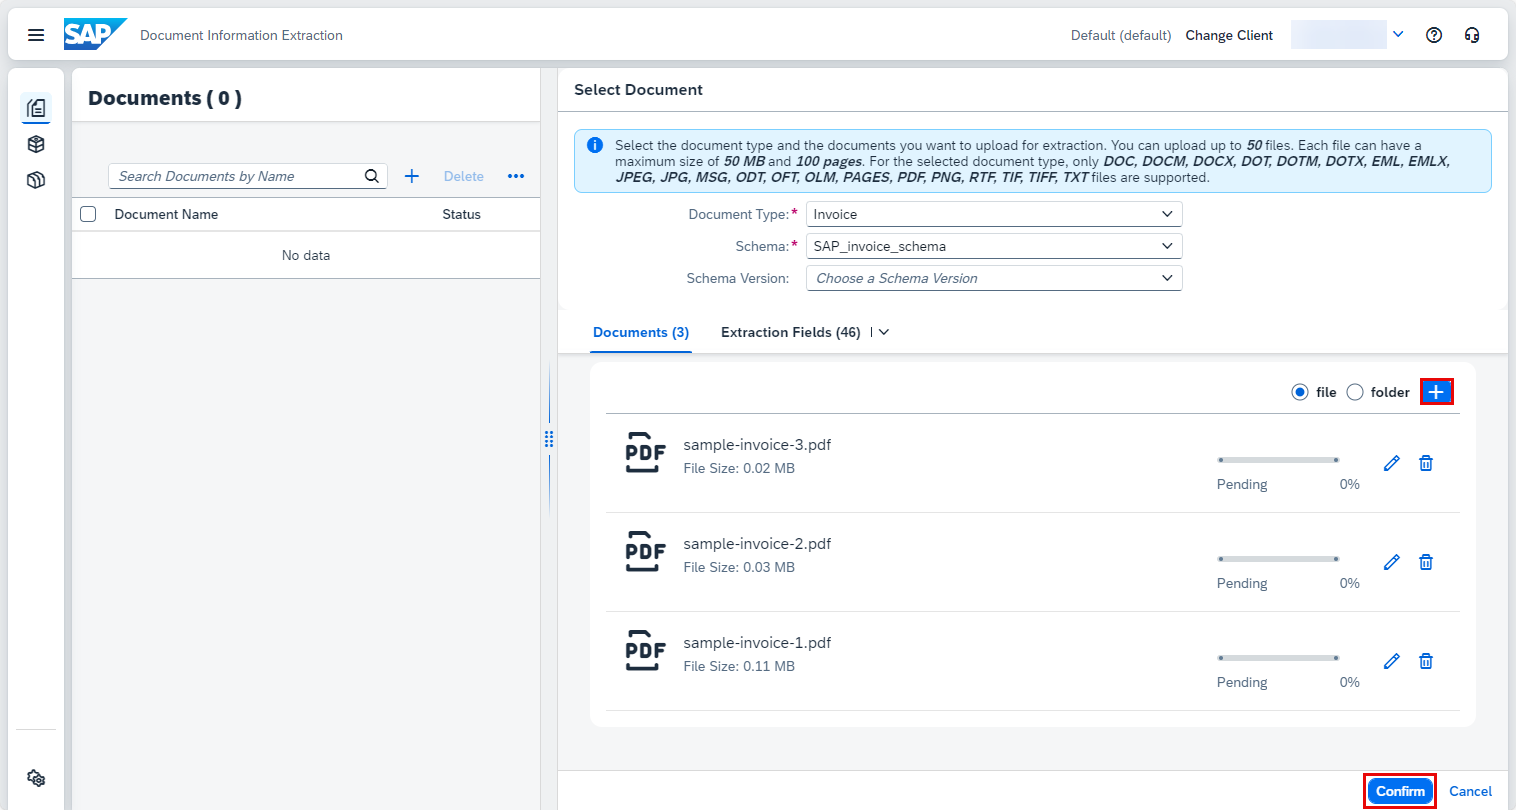 SAP
Document Information Extraction
Default (default)
Change Client
Documents ( 0 )
Search Documents by Name
Delete
Document Name
Status
No data
Select Document
Select the document type and the documents you want to upload for extraction. You can upload up to 50 files. Each file can have a
maximum size of 50 MB and 100 pages. For the selected document type, only DOC, DOCM, DOCX, DOT, DOTM, DOTX, EML, EMLX,
JPEG, JPG, MSG, ODT, OFT, OLM, PAGES, PDF, PNG, RTF, TIF, TIFF, TXT files are supported.
Document Type:* Invoice
Schema:* SAP_invoice_schema
Schema Version: Choose a Schema Version
Documents (3)
Extraction Fields (46)
file
folder
PDF
sample-invoice-3.pdf
File Size: 0.02 MB
Pending 0%
PDF
sample-invoice-2.pdf
File Size: 0.03 MB
Pending 0%
PDF
sample-invoice-1.pdf
File Size: 0.11 MB
Pending 0%
Confirm
Cancel